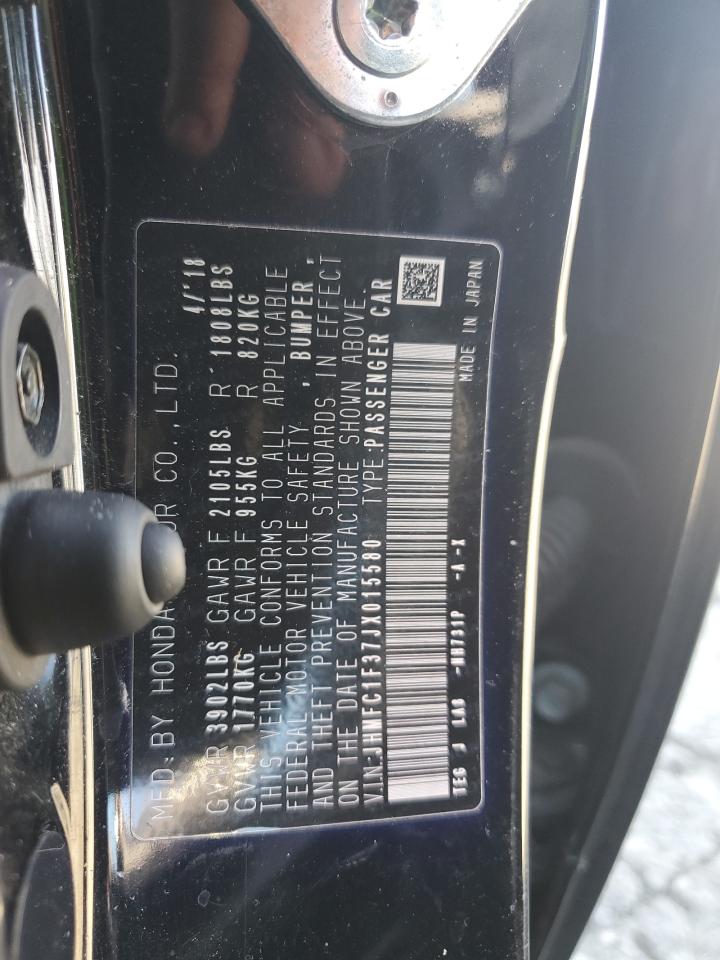 MFD: BY HONDA OR CO., LTD. 4/'18
GVWR 3902LBS GAWR F 2105LBS R 1808LBS
GVWR 1770KG GAWR F 955KG R 820KG
THIS VEHICLE CONFORMS TO ALL APPLICABLE
FEDERAL MOTOR VEHICLE SAFETY , BUMPER ,
AND THEFT PREVENTION STANDARDS IN EFFECT
ON THE DATE OF MANUFACTURE SHOWN ABOVE.
V.I.N:JHMFC1F37JX015580 TYPE:PASSENGER CAR
MADE IN JAPAN